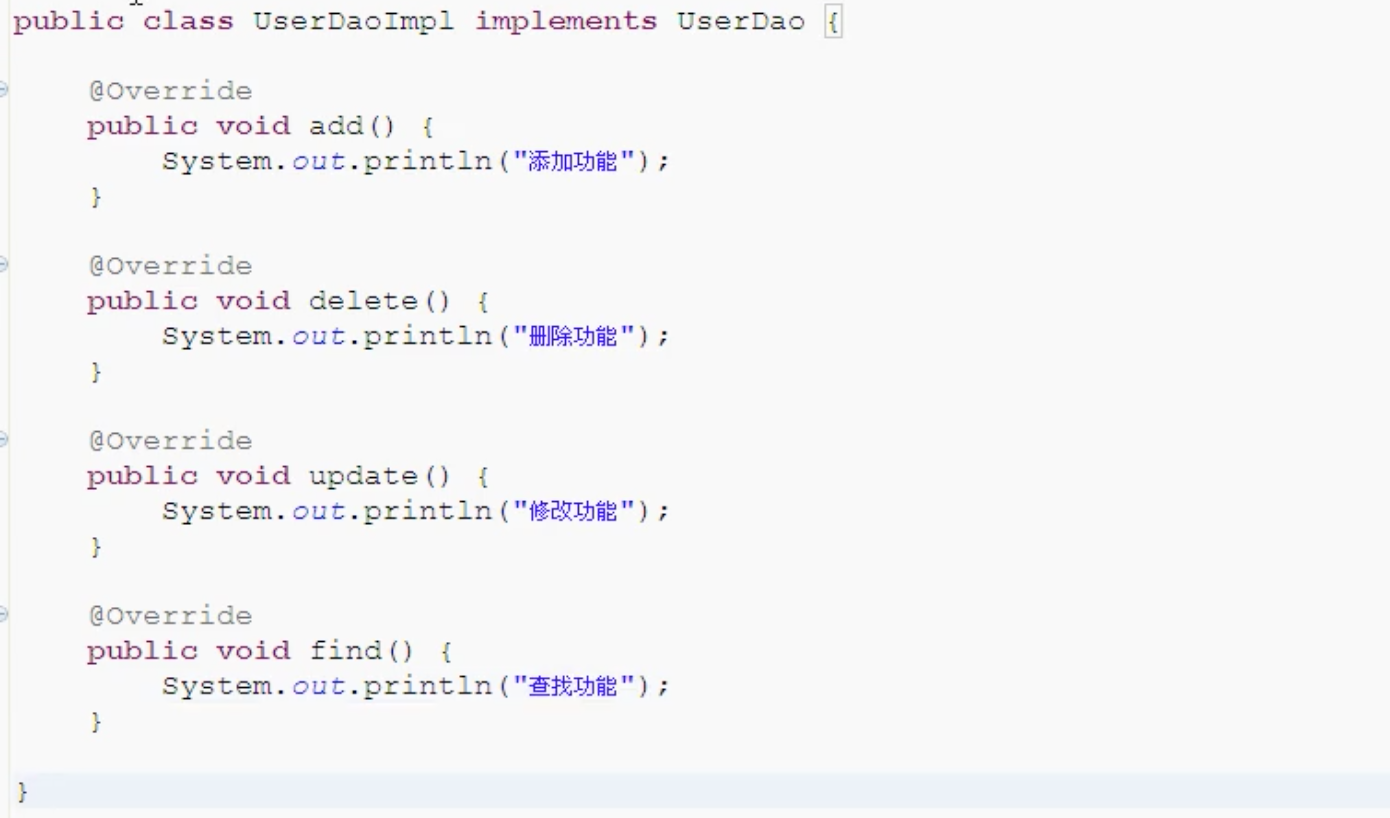 public class UserDaoImpl implements UserDao {
@Override
public void add() {
System.out.println("添加功能");
}
@Override
public void delete() {
System.out.println("删除功能");
}
@Override
public void update() {
System.out.println("修改功能");
}
@Override
public void find() {
System.out.println("查找功能");
}
}